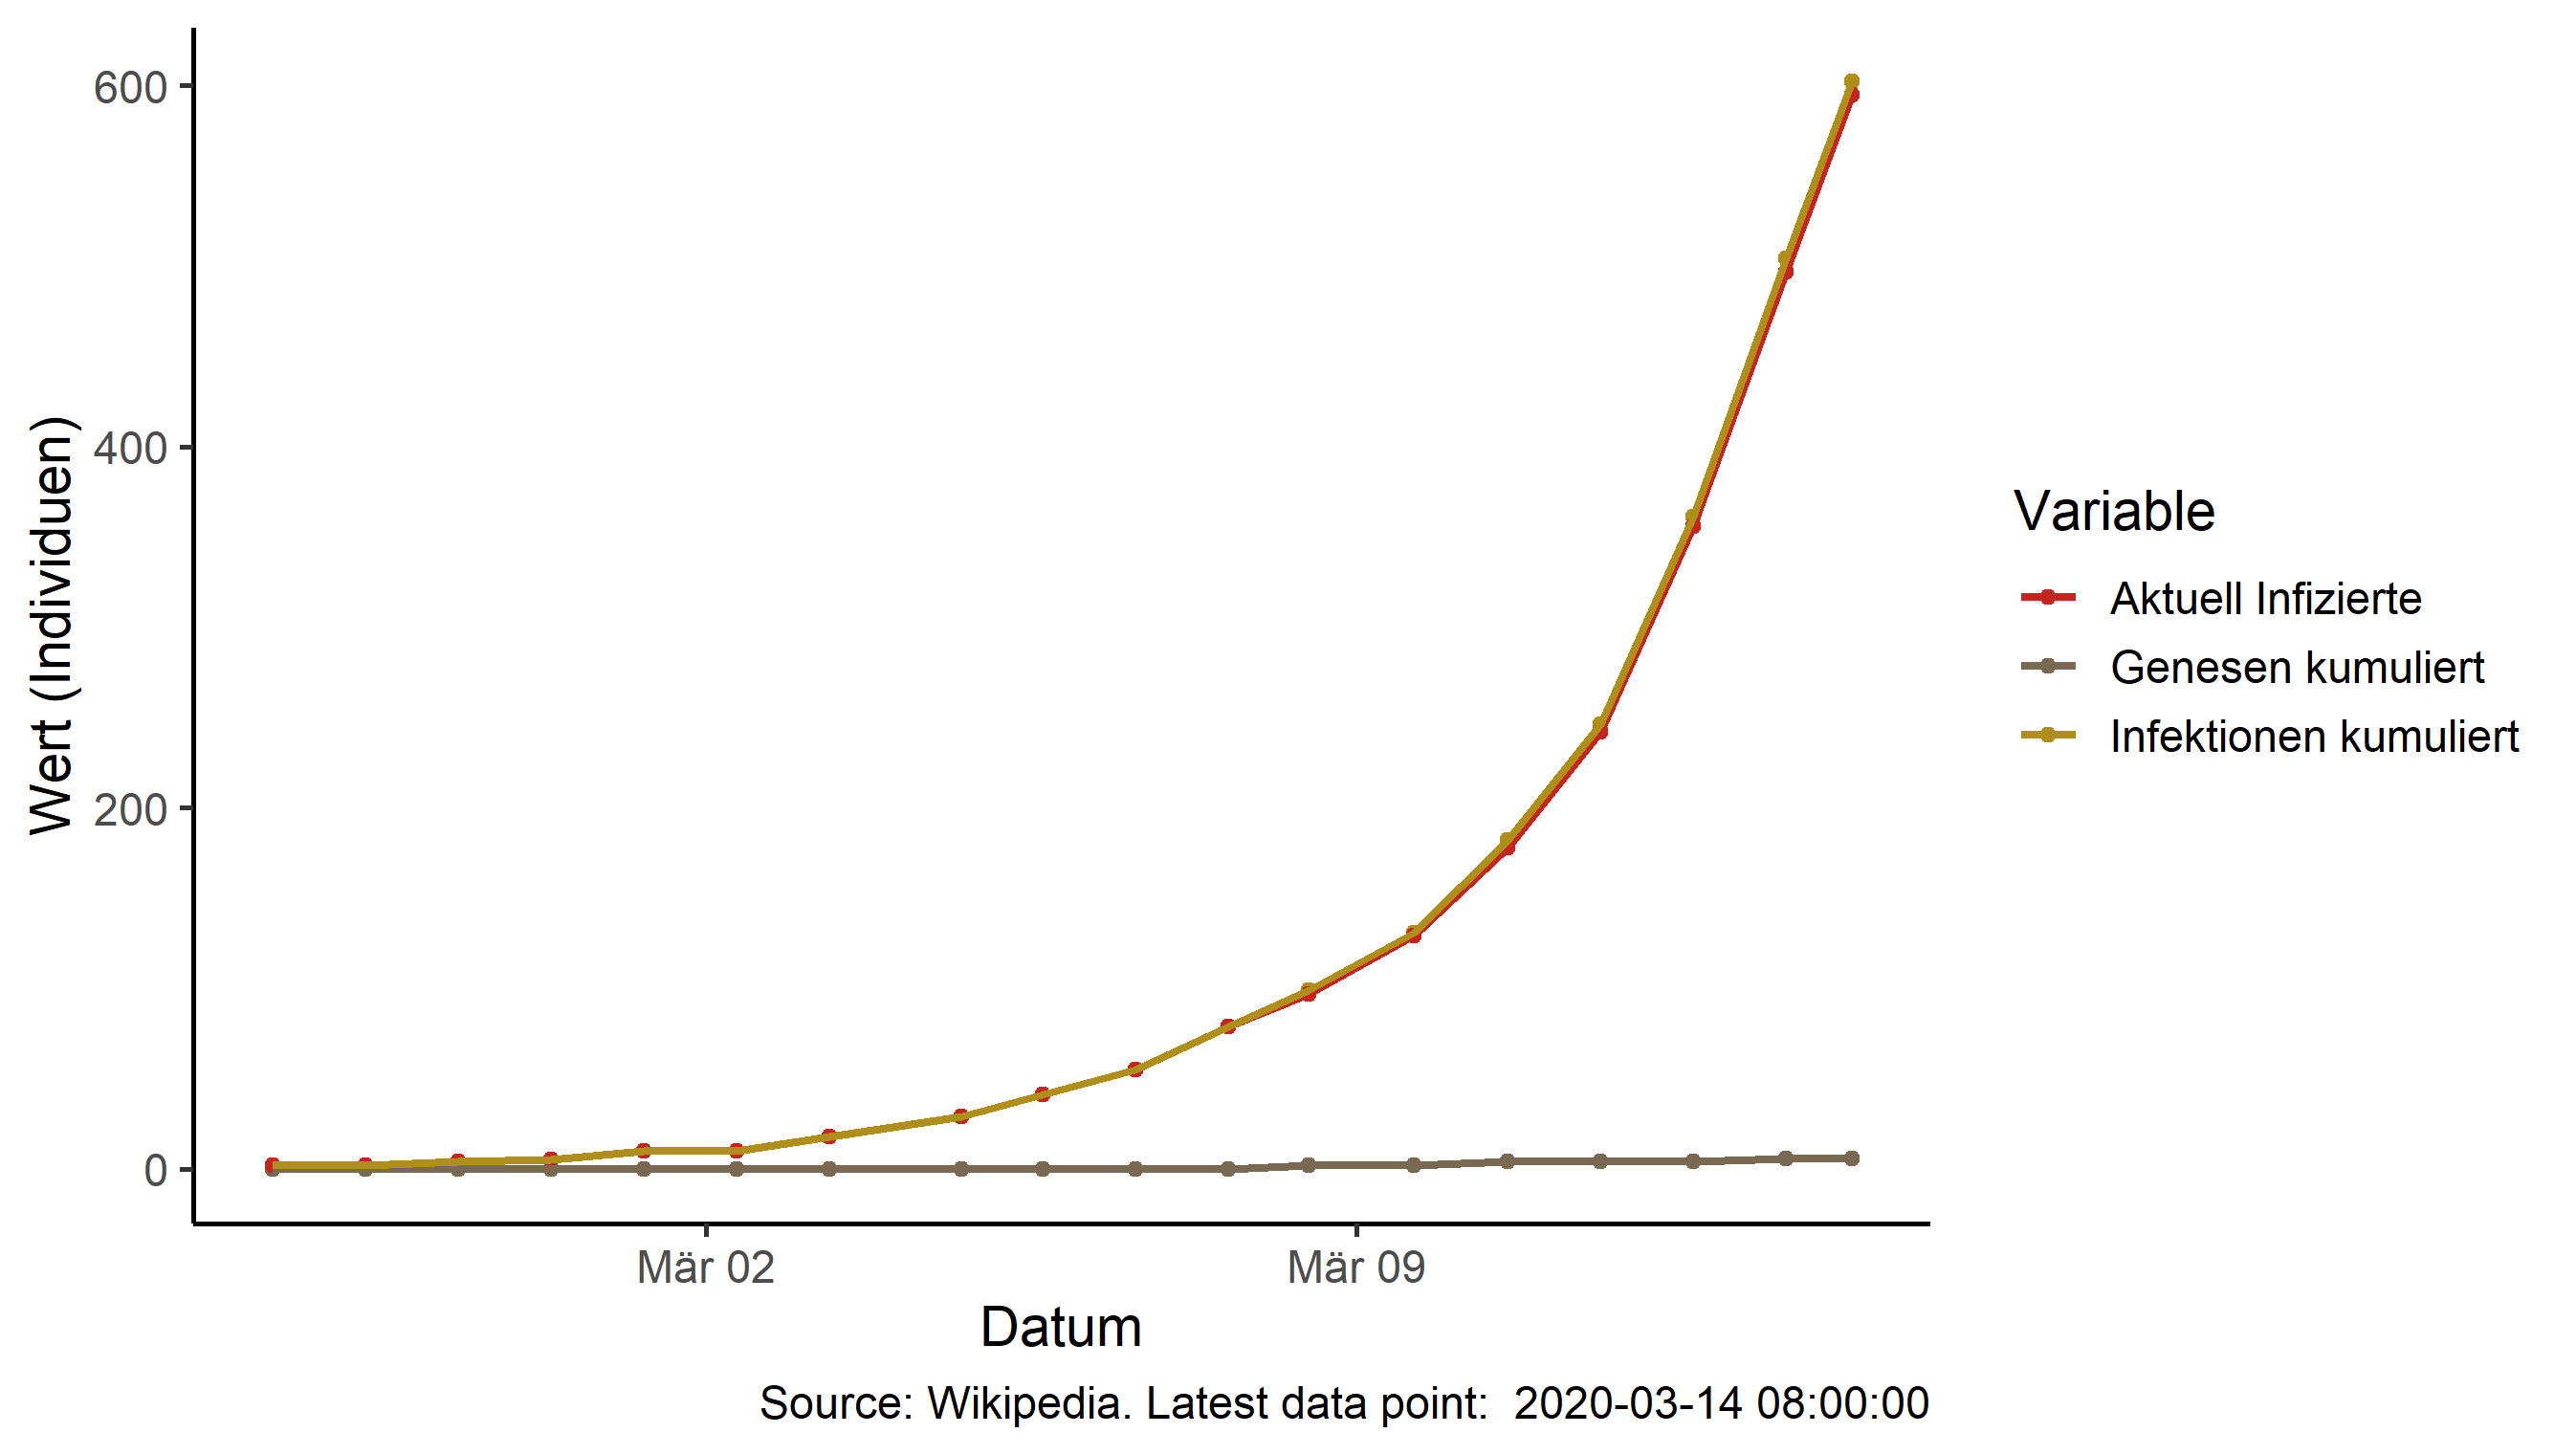 600
400
200
0
Wert (Individuen)
Mär 02
Mär 09
Datum
Variable
Aktuell Infizierte
Genesen kumuliert
Infektionen kumuliert
Source: Wikipedia. Latest data point:  2020-03-14 08:00:00